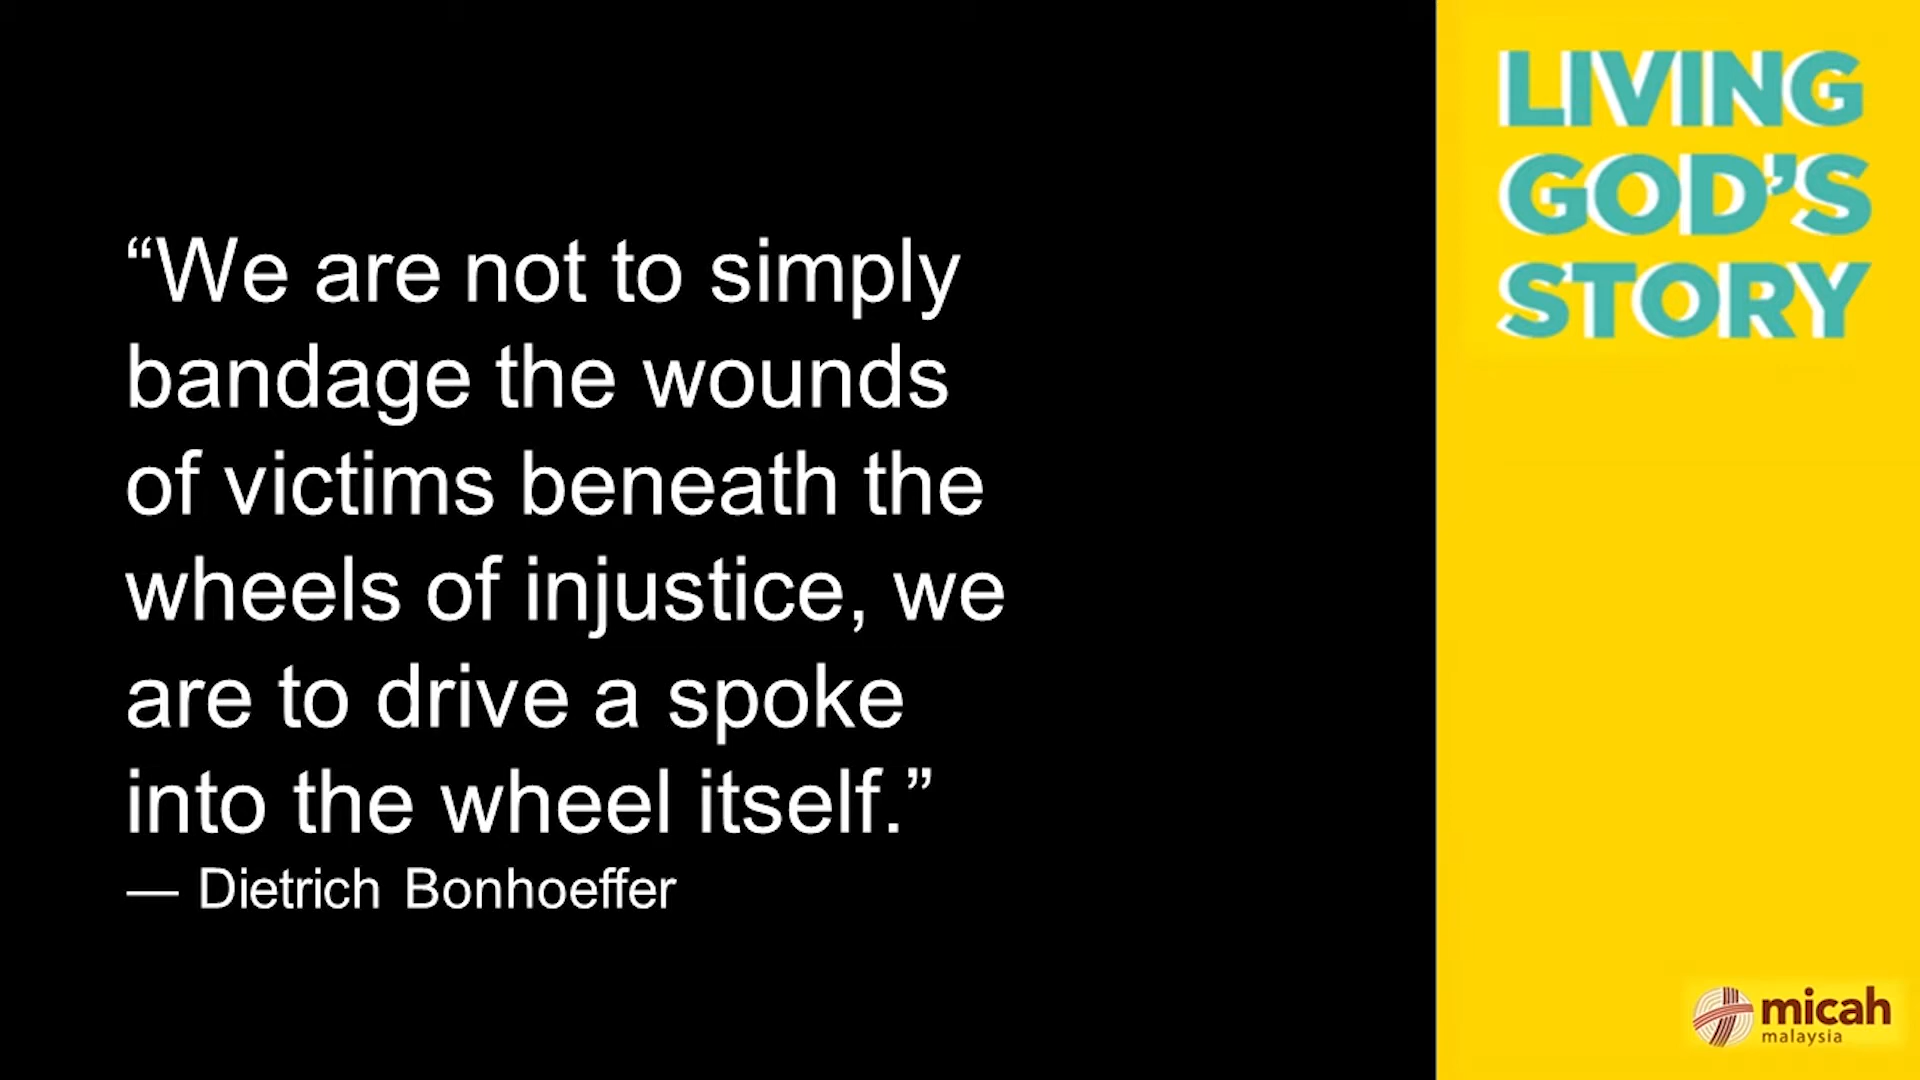 “We are not to simply
bandage the wounds
of victims beneath the
wheels of injustice, we
are to drive a spoke
into the wheel itself.”
— Dietrich Bonhoeffer
LIVING
GOD’S
STORY
micah
malaysia